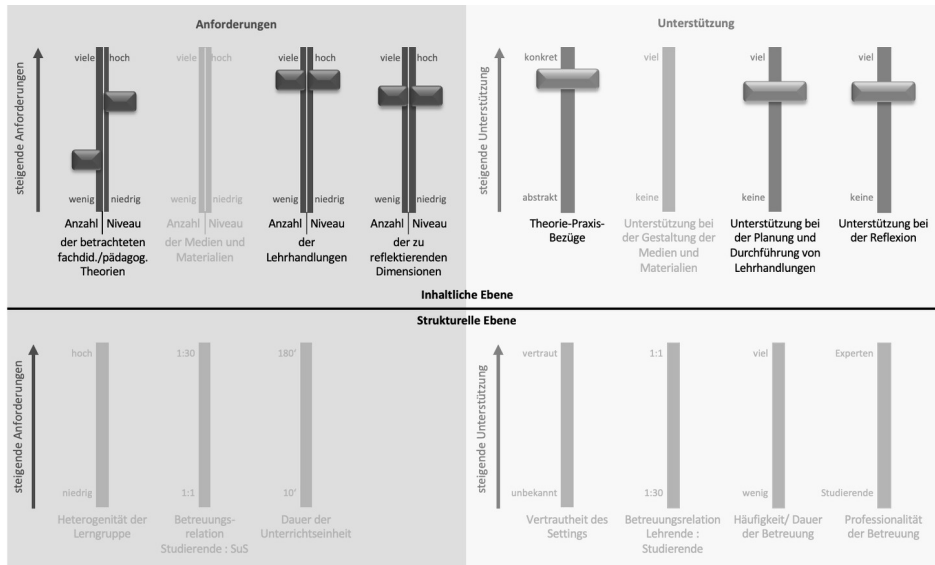 Anforderungen
Unterstützung
steigende Anforderungen
viele
hoch
wenig
niedrig
Anzahl
Niveau
der betrachteten
fachdid./pädagog.
Theorien
viele
hoch
wenig
niedrig
Anzahl
Niveau
der Medien und
Materialien
viele
hoch
wenig
niedrig
Anzahl
Niveau
der
Lehrhandlungen
viele
hoch
wenig
niedrig
Anzahl
Niveau
der zu
reflektierenden
Dimensionen
steigende Unterstützung
konkret
abstrakt
Theorie-Praxis-
Bezüge
viel
keine
Unterstützung bei
der Gestaltung der
Medien und
Materialien
viel
keine
Unterstützung bei
der Planung und
Durchführung von
Lehrhandlungen
viel
keine
Unterstützung bei
der Reflexion
Inhaltliche Ebene
Strukturelle Ebene
steigende Anforderungen
hoch
niedrig
Heterogenität der
Lerngruppe
1:30
1:1
Betreuungs-
relation
Studierende : SuS
180'
10'
Dauer der
Unterrichtseinheit
steigende Unterstützung
vertraut
unbekannt
Vertrautheit des
Settings
1:1
1:30
Betreuungsrelation
Lehrende :
Studierende
viel
wenig
Häufigkeit/ Dauer
der Betreuung
Experten
Studierende
Professionalität
der Betreuung